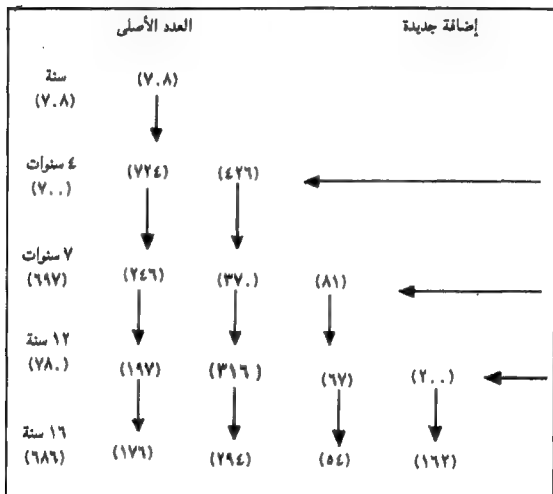 العدد الأصلى
إضافة جديدة
سنة
(٧٠٨)
(٧٠٨)
٤ سنوات
(٧٠٠)
(٧٢٤)
(٤٢٦)
٧ سنوات
(٦٩٧)
(٢٤٦)
(٣٧٠)
(٨١)
١٢ سنة
(٧٨٠)
(١٩٧)
(٣١٦)
(٦٧)
(٢٠٠)
١٦ سنة
(٦٨٦)
(١٧٦)
(٢٩٤)
(٥٤)
(١٦٢)